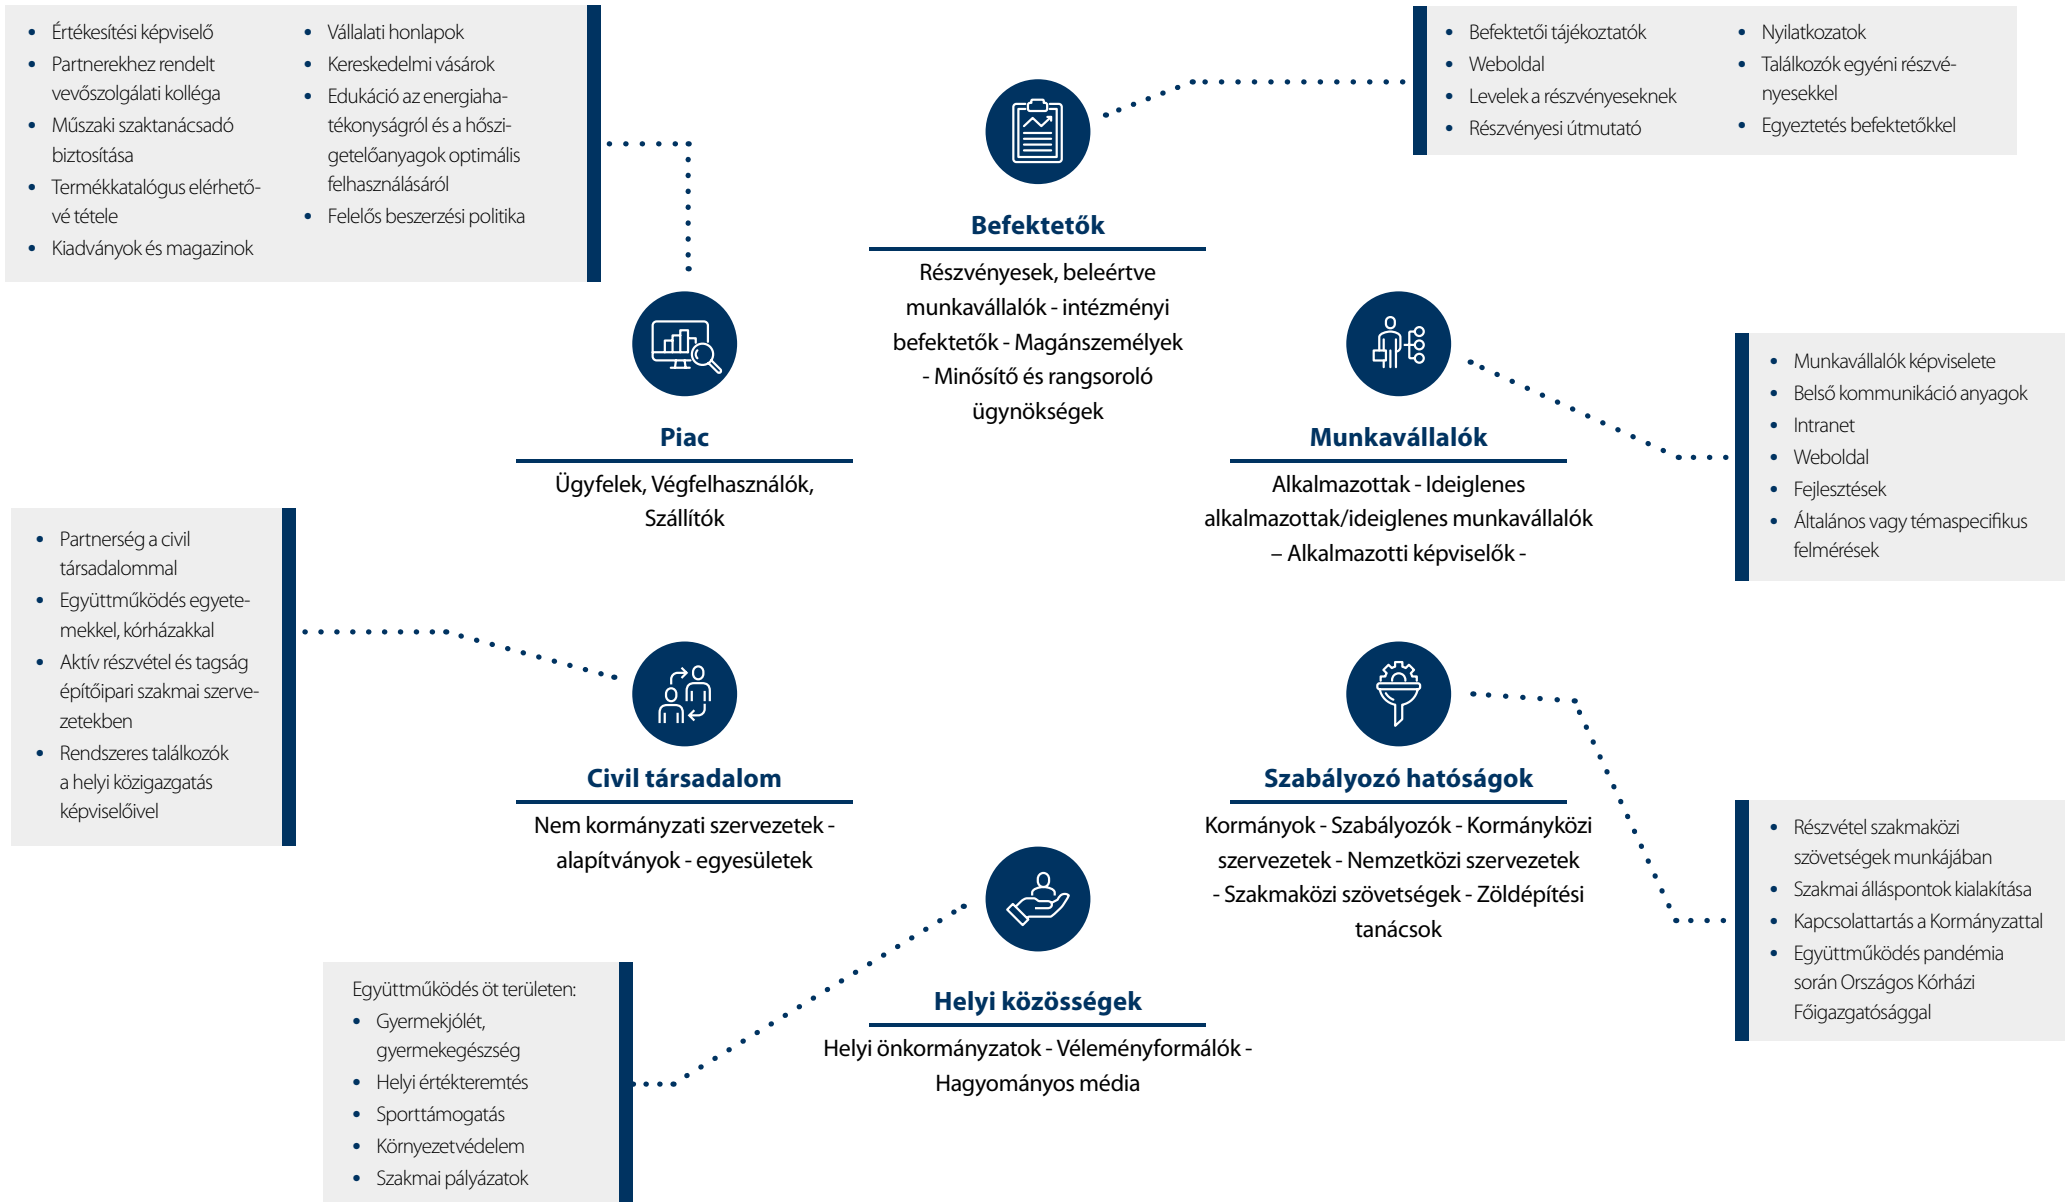 • Értékesítési képviselő
• Partnerekhez rendelt
vevőszolgálati kolléga
• Műszaki szaktanácsadó
biztosítása
• Termékkatalógus elérhető-
vé tétele
• Kiadványok és magazinok
• Vállalati honlapok
• Kereskedelmi vásárok
• Edukáció az energiaha-
tékonyságról és a hőszi-
getelőanyagok optimális
felhasználásáról
• Felelős beszerzési politika
Piac
Ügyfelek, Végfelhasználók,
Szállítók
• Befektetői tájékoztatók
• Weboldal
• Levelek a részvényeseknek
• Részvényesi útmutató
• Nyilatkozatok
• Találkozók egyéni részvé-
nyesekkel
• Egyeztetés befektetőkkel
Befektetők
Részvényesek, beleértve
munkavállalók - intézményi
befektetők - Magánszemélyek
- Minősítő és rangsoroló
ügynökségek
Munkavállalók
Alkalmazottak - Ideiglenes
alkalmazottak/ideiglenes munkavállalók
– Alkalmazotti képviselők -
• Munkavállalók képviselete
• Belső kommunikáció anyagok
• Intranet
• Weboldal
• Fejlesztések
• Általános vagy témaspecifikus
felmérések
• Partnerség a civil
társadalommal
• Együttműködés egyete-
mekkel, kórházakkal
• Aktív részvétel és tagság
építőipari szakmai szerve-
zetekben
• Rendszeres találkozók
a helyi közigazgatás
képviselőivel
Civil társadalom
Nem kormányzati szervezetek -
alapítványok - egyesületek
Szabályozó hatóságok
Kormányok - Szabályozók - Kormányközi
szervezetek - Nemzetközi szervezetek
- Szakmaközi szövetségek - Zöldépítési
tanácsok
• Részvétel szakmaközi
szövetségek munkájában
• Szakmai álláspontok kialakítása
• Kapcsolattartás a Kormányzattal
• Együttműködés pandémia
során Országos Kórházi
Főigazgatósággal
Együttműködés öt területen:
• Gyermekjólét,
gyermekegészség
• Helyi értékteremtés
• Sporttámogatás
• Környezetvédelem
• Szakmai pályázatok
Helyi közösségek
Helyi önkormányzatok - Véleményformálók -
Hagyományos média